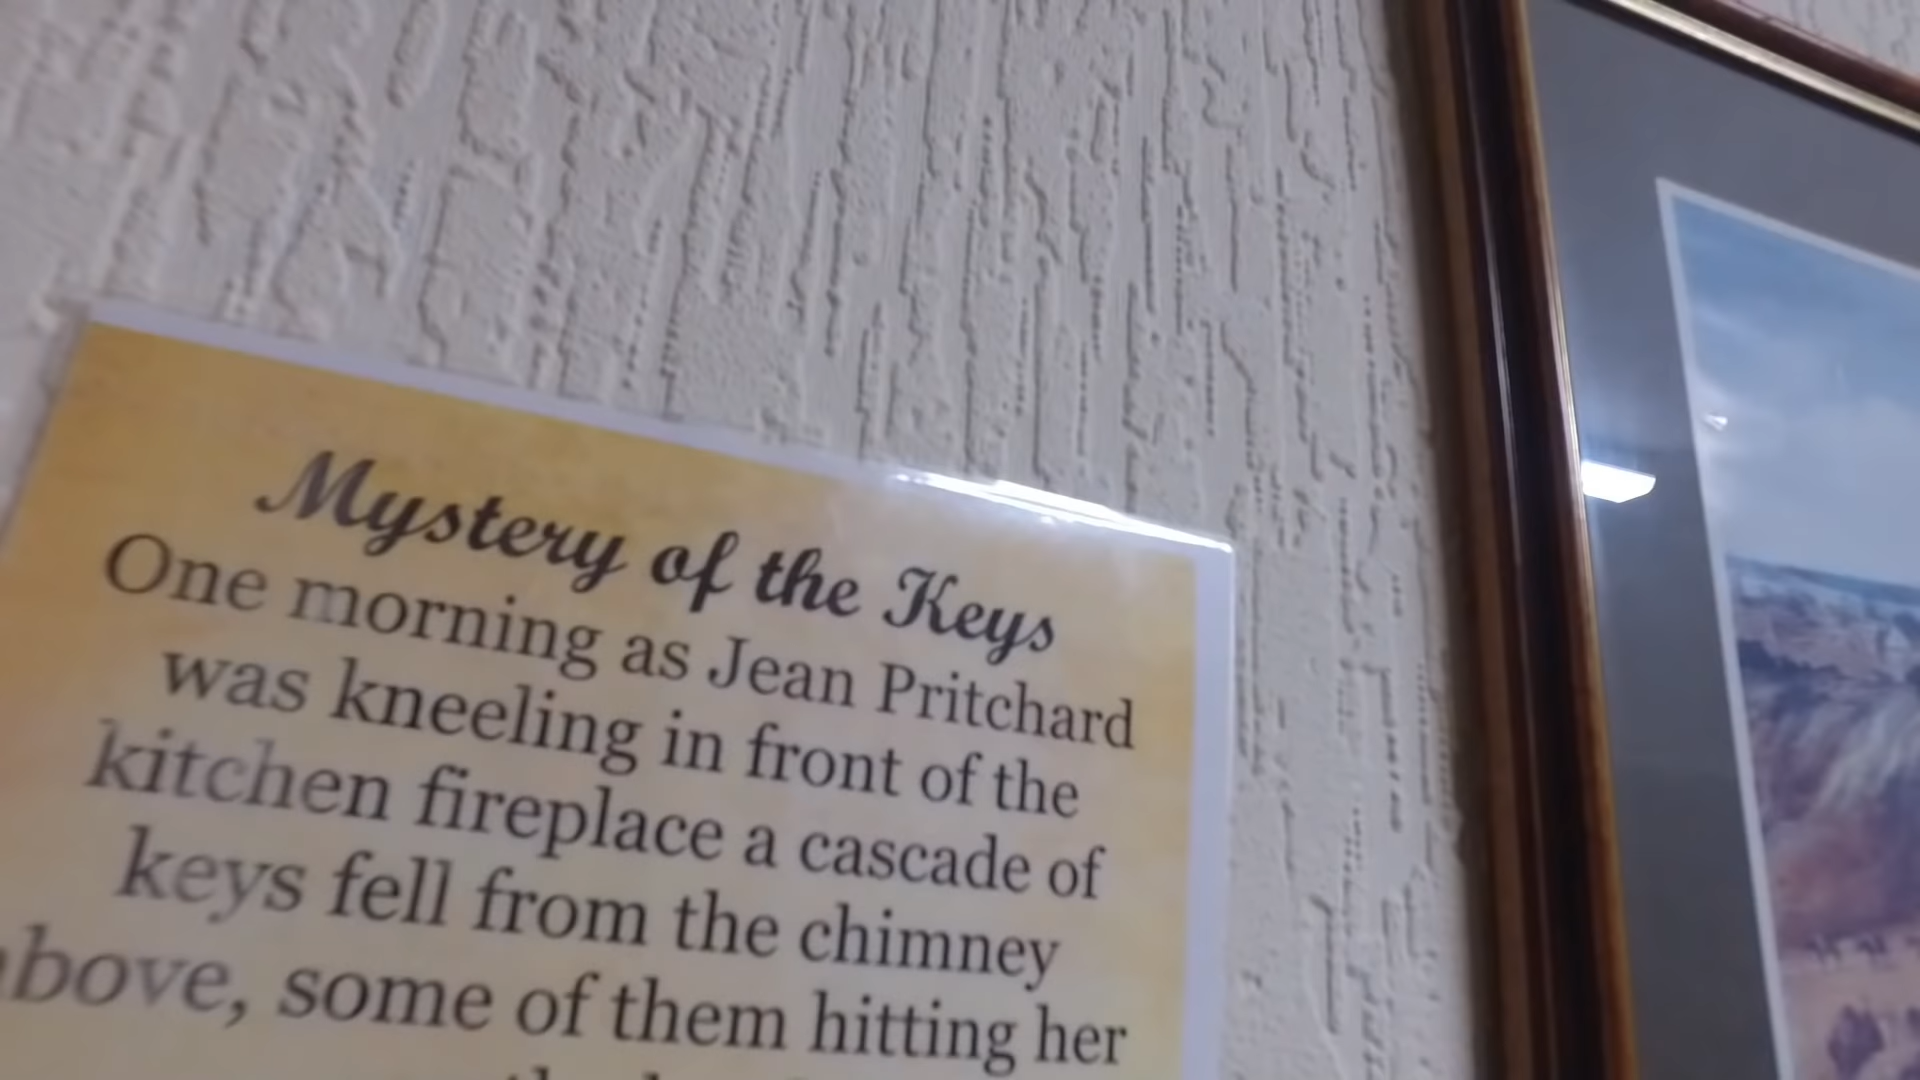 Mystery of the Keys
One morning as Jean Pritchard
was kneeling in front of the
kitchen fireplace a cascade of
keys fell from the chimney
above, some of them hitting her